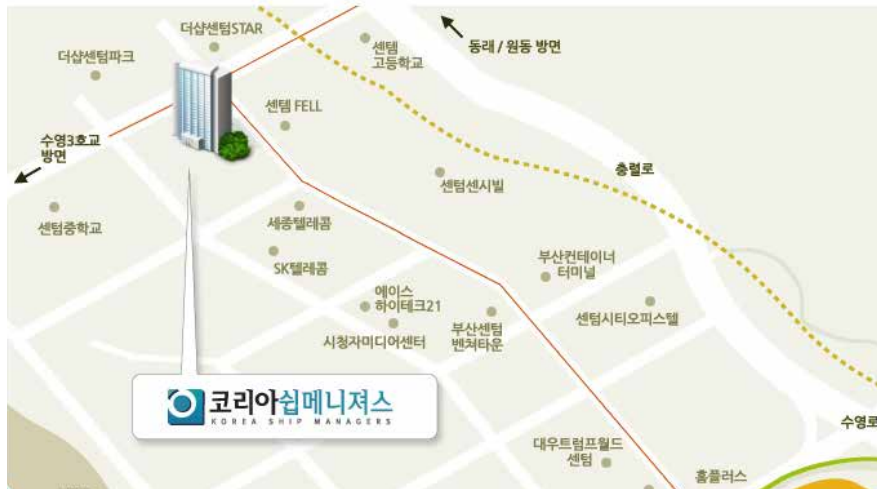 더샵센텀STAR
더샵센텀파크
센템
고등학교
동래 / 원동 방면
센템 FELL
수영3호교
방면
충렬로
센텀센시빌
센텀중학교
세종텔레콤
SK텔레콤
부산컨테이너
터미널
에이스
하이테크21
시청자미디어센터
부산센텀
벤쳐타운
센텀시티오피스텔
코리아쉽메니져스
KOREA SHIP MANAGERS
수영로
대우트럼프월드
센텀
홈플러스